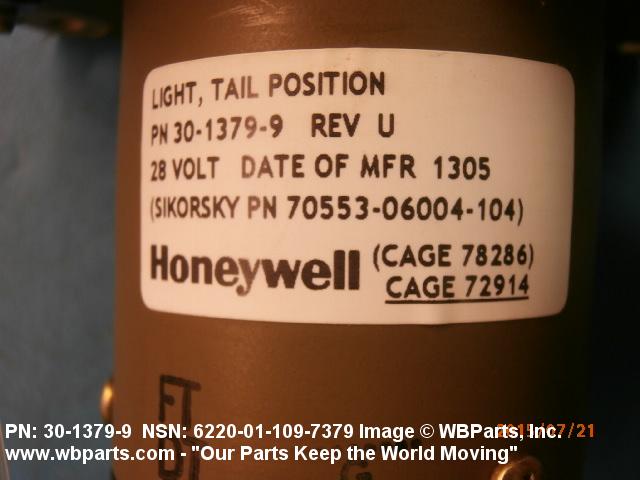 LIGHT, TAIL POSITION
PN 30-1379-9 REV U
28 VOLT DATE OF MFR 1305
(SIKORSKY PN 70553-06004-104)
Honeywell (CAGE 78286)
CAGE 72914
FT
PN: 30-1379-9 NSN: 6220-01-109-7379 Image © WBParts, Inc.
www.wbparts.com - "Our Parts Keep the World Moving"